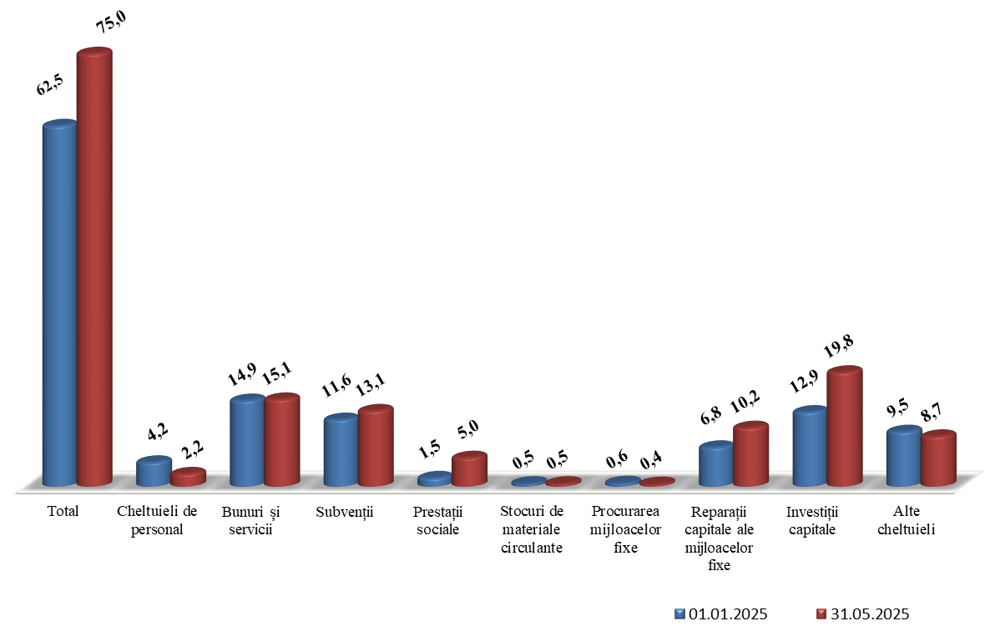 75,0
62,5
4,2
2,2
14,9
15,1
11,6
13,1
1,5
5,0
0,5
0,5
0,6
0,4
6,8
10,2
12,9
19,8
9,5
8,7
Total
Cheltuieli de
personal
Bunuri și
servicii
Subvenții
Prestații
sociale
Stocuri de
materiale
circulante
Procurarea
mijloacelor
fixe
Reparații
capitale ale
mijloacelor
fixe
Investiții
capitale
Alte
cheltuieli
01.01.2025
31.05.2025